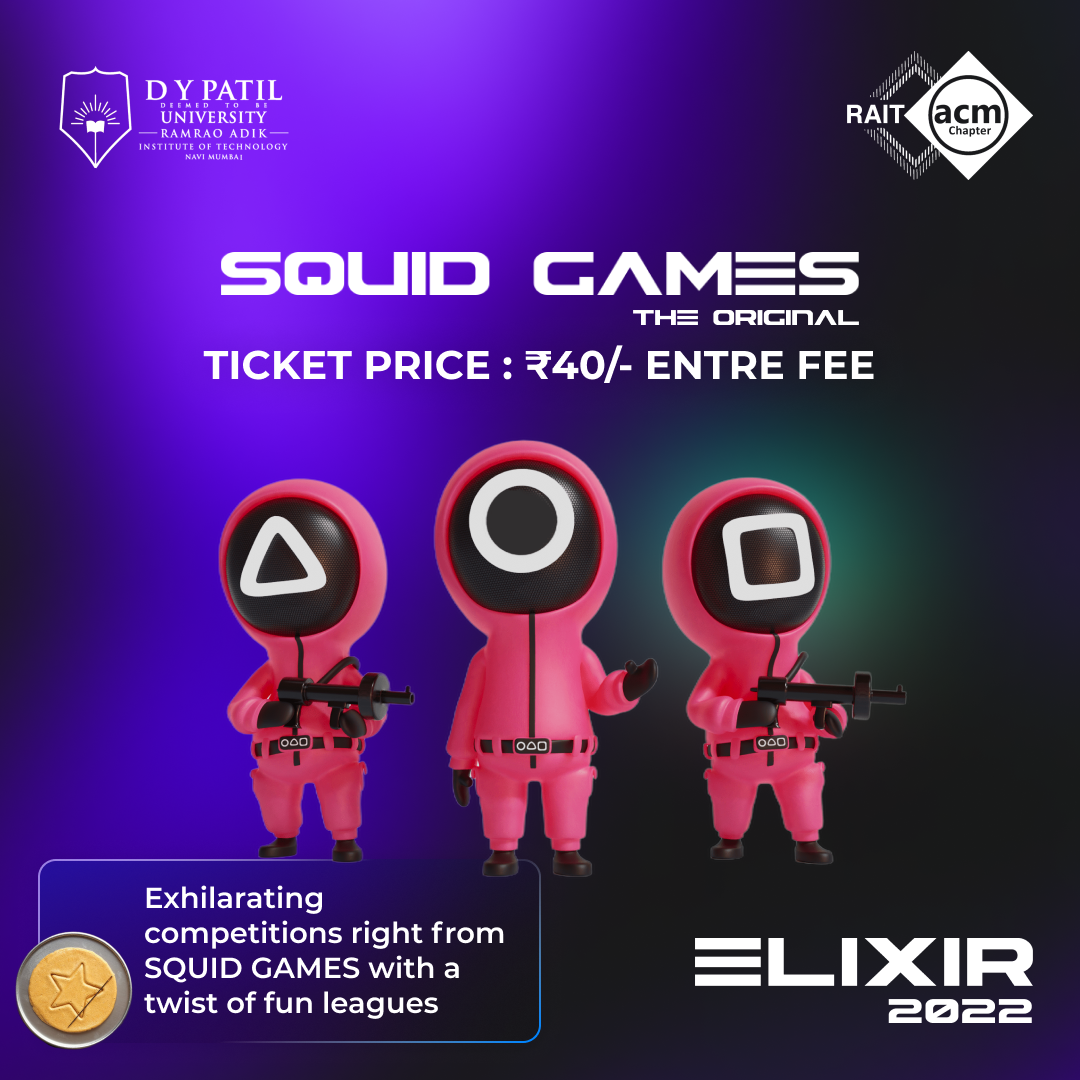 D Y PATIL
DEEMED TO BE
UNIVERSITY
RAMRAO ADIK
INSTITUTE OF TECHNOLOGY
NAVI MUMBAI
RAIT acm
Chapter
SQUID GAMES
THE ORIGINAL
TICKET PRICE : ₹40/- ENTRE FEE
Exhilarating
competitions right from
SQUID GAMES with a
twist of fun leagues
ELIXIR
2022